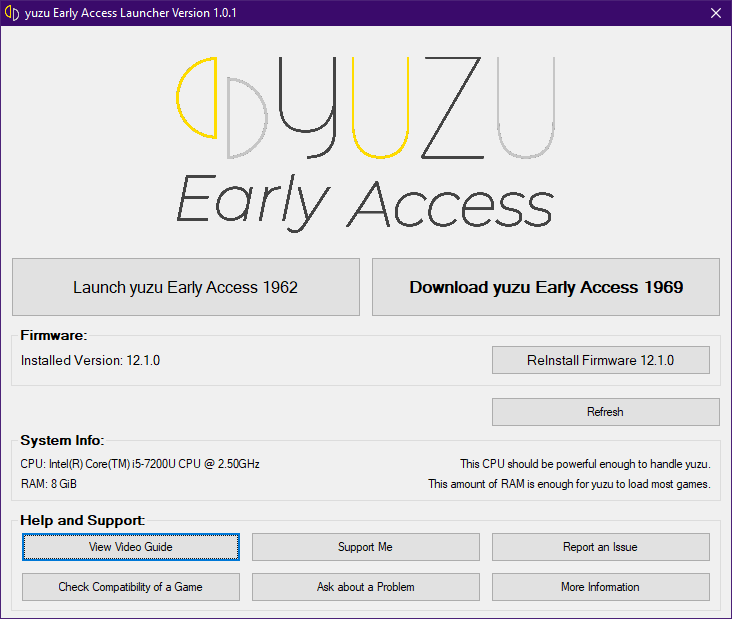 yuzu Early Access Launcher Version 1.0.1
yuzu
Early Access
Launch yuzu Early Access 1962
Download yuzu Early Access 1969
Firmware:
Installed Version: 12.1.0
ReInstall Firmware 12.1.0
Refresh
System Info:
CPU: Intel(R) Core(TM) i5-7200U CPU @ 2.50GHz
This CPU should be powerful enough to handle yuzu.
RAM: 8 GiB
This amount of RAM is enough for yuzu to load most games.
Help and Support:
View Video Guide
Support Me
Report an Issue
Check Compatibility of a Game
Ask about a Problem
More Information